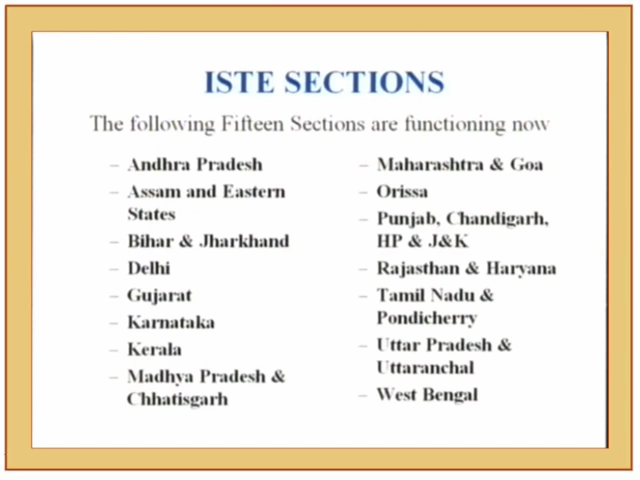 ISTE SECTIONS
The following Fifteen Sections are functioning now
– Andhra Pradesh
– Assam and Eastern
States
– Bihar & Jharkhand
– Delhi
– Gujarat
– Karnataka
– Kerala
– Madhya Pradesh &
Chhatisgarh
– Maharashtra & Goa
– Orissa
– Punjab, Chandigarh,
HP & J&K
– Rajasthan & Haryana
– Tamil Nadu &
Pondicherry
– Uttar Pradesh &
Uttaranchal
– West Bengal